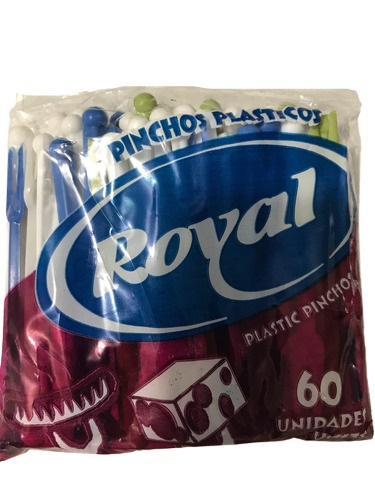 PINCHOS PLASTICOS
Royal
PLASTIC PINCHOS
60
UNIDADES